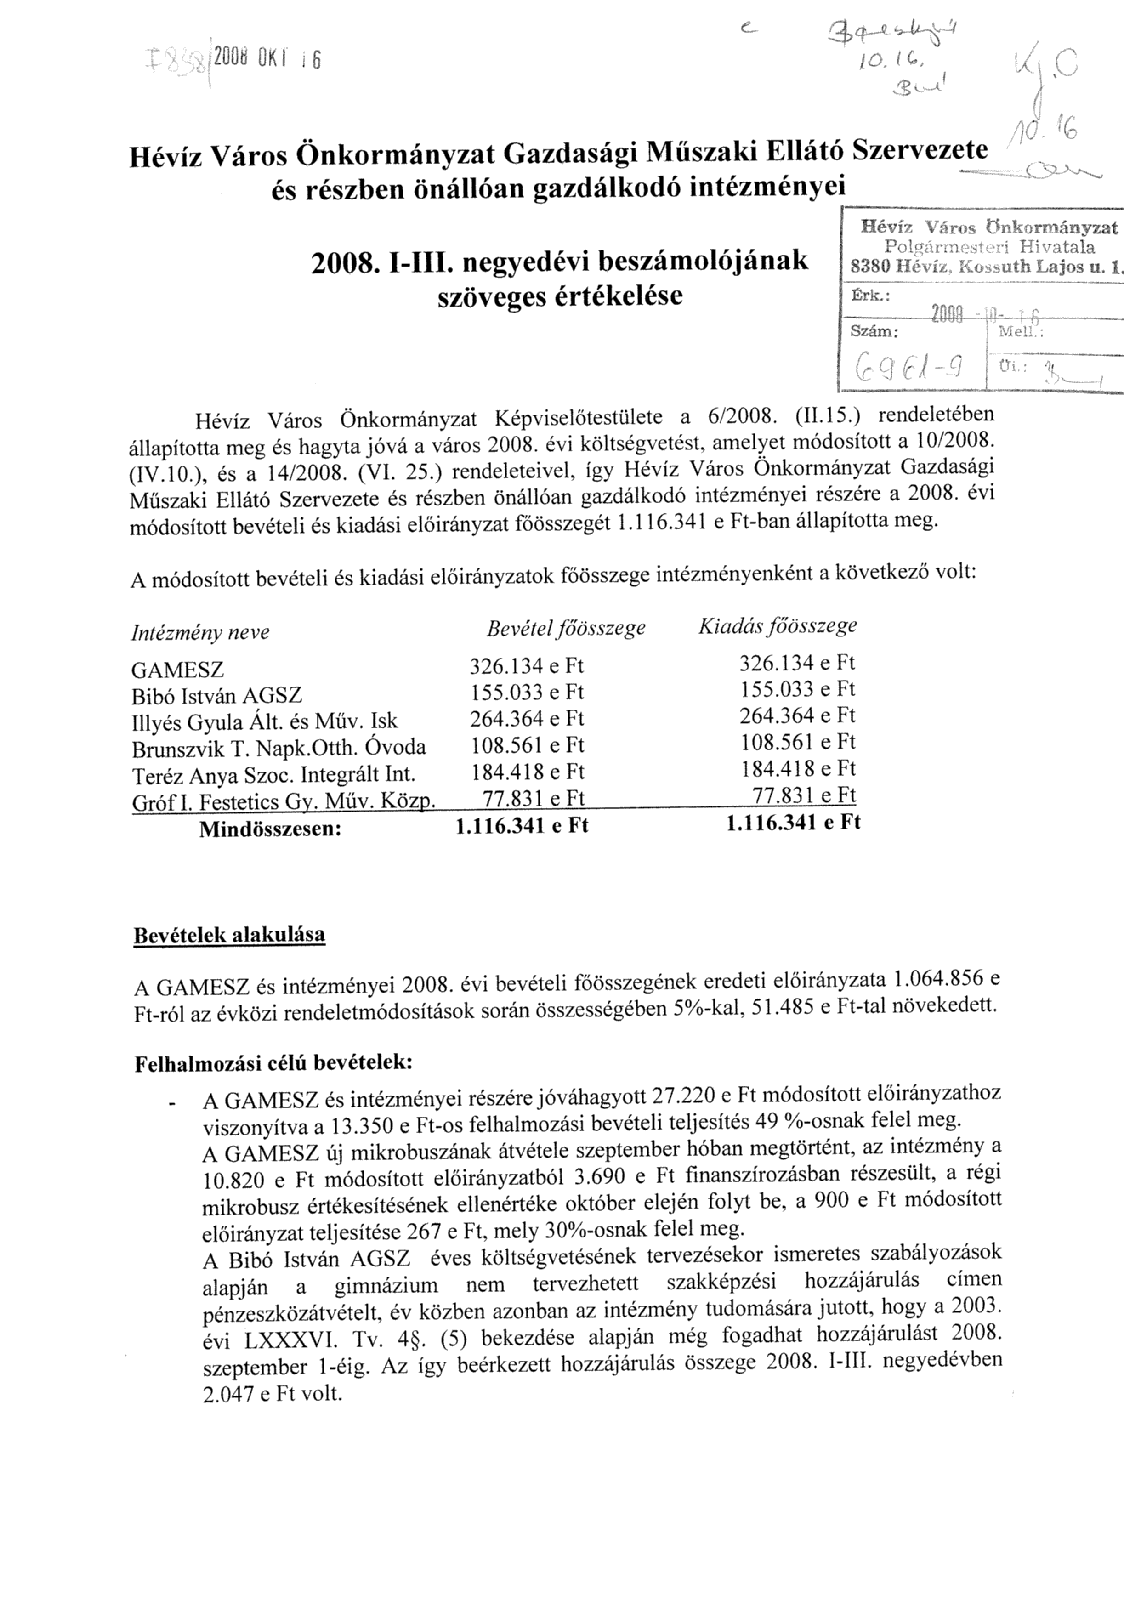 2008 OKT 16
10. 16.
10. 16
Hévíz Város Önkormányzat Gazdasági Műszaki Ellátó Szervezete
és részben önállóan gazdálkodó intézményei
2008. I-III. negyedévi beszámolójának
szöveges értékelése
Hévíz Város Önkormányzat
Polgármesteri Hivatala
8380 Hévíz, Kossuth Lajos u. 1.
Érk.:
2008 -10- 16
Szám:
Mell.:
6961-9
Üi.:
Hévíz Város Önkormányzat Képviselőtestülete a 6/2008. (II.15.) rendeletében
állapította meg és hagyta jóvá a város 2008. évi költségvetést, amelyet módosított a 10/2008.
(IV.10.), és a 14/2008. (VI. 25.) rendeleteivel, így Hévíz Város Önkormányzat Gazdasági
Műszaki Ellátó Szervezete és részben önállóan gazdálkodó intézményei részére a 2008. évi
módosított bevételi és kiadási előirányzat főösszegét 1.116.341 e Ft-ban állapította meg.
A módosított bevételi és kiadási előirányzatok főösszege intézményenként a következő volt:
Intézmény neve Bevétel főösszege Kiadás főösszege
GAMESZ 326.134 e Ft 326.134 e Ft
Bibó István AGSZ 155.033 e Ft 155.033 e Ft
Illyés Gyula Ált. és Műv. Isk 264.364 e Ft 264.364 e Ft
Brunszvik T. Napk.Otth. Óvoda 108.561 e Ft 108.561 e Ft
Teréz Anya Szoc. Integrált Int. 184.418 e Ft 184.418 e Ft
Gróf I. Festetics Gy. Műv. Közp. 77.831 e Ft 77.831 e Ft
Mindösszesen: 1.116.341 e Ft 1.116.341 e Ft
Bevételek alakulása
A GAMESZ és intézményei 2008. évi bevételi főösszegének eredeti előirányzata 1.064.856 e
Ft-ról az évközi rendeletmódosítások során összességében 5%-kal, 51.485 e Ft-tal növekedett.
Felhalmozási célú bevételek:
- A GAMESZ és intézményei részére jóváhagyott 27.220 e Ft módosított előirányzathoz
viszonyítva a 13.350 e Ft-os felhalmozási bevételi teljesítés 49 %-osnak felel meg.
A GAMESZ új mikrobuszának átvétele szeptember hóban megtörtént, az intézmény a
10.820 e Ft módosított előirányzatból 3.690 e Ft finanszírozásban részesült, a régi
mikrobusz értékesítésének ellenértéke október elején folyt be, a 900 e Ft módosított
előirányzat teljesítése 267 e Ft, mely 30%-osnak felel meg.
A Bibó István AGSZ éves költségvetésének tervezésekor ismeretes szabályozások
alapján a gimnázium nem tervezhetett szakképzési hozzájárulás címen
pénzeszközátvételt, év közben azonban az intézmény tudomására jutott, hogy a 2003.
évi LXXXVI. Tv. 4§. (5) bekezdése alapján még fogadhat hozzájárulást 2008.
szeptember 1-éig. Az így beérkezett hozzájárulás összege 2008. I-III. negyedévben
2.047 e Ft volt.